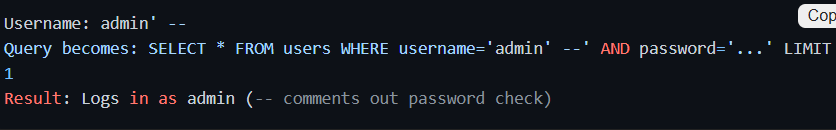 Cop
Username: admin' --
Query becomes: SELECT * FROM users WHERE username='admin' --' AND password='...' LIMIT
1
Result: Logs in as admin (-- comments out password check)